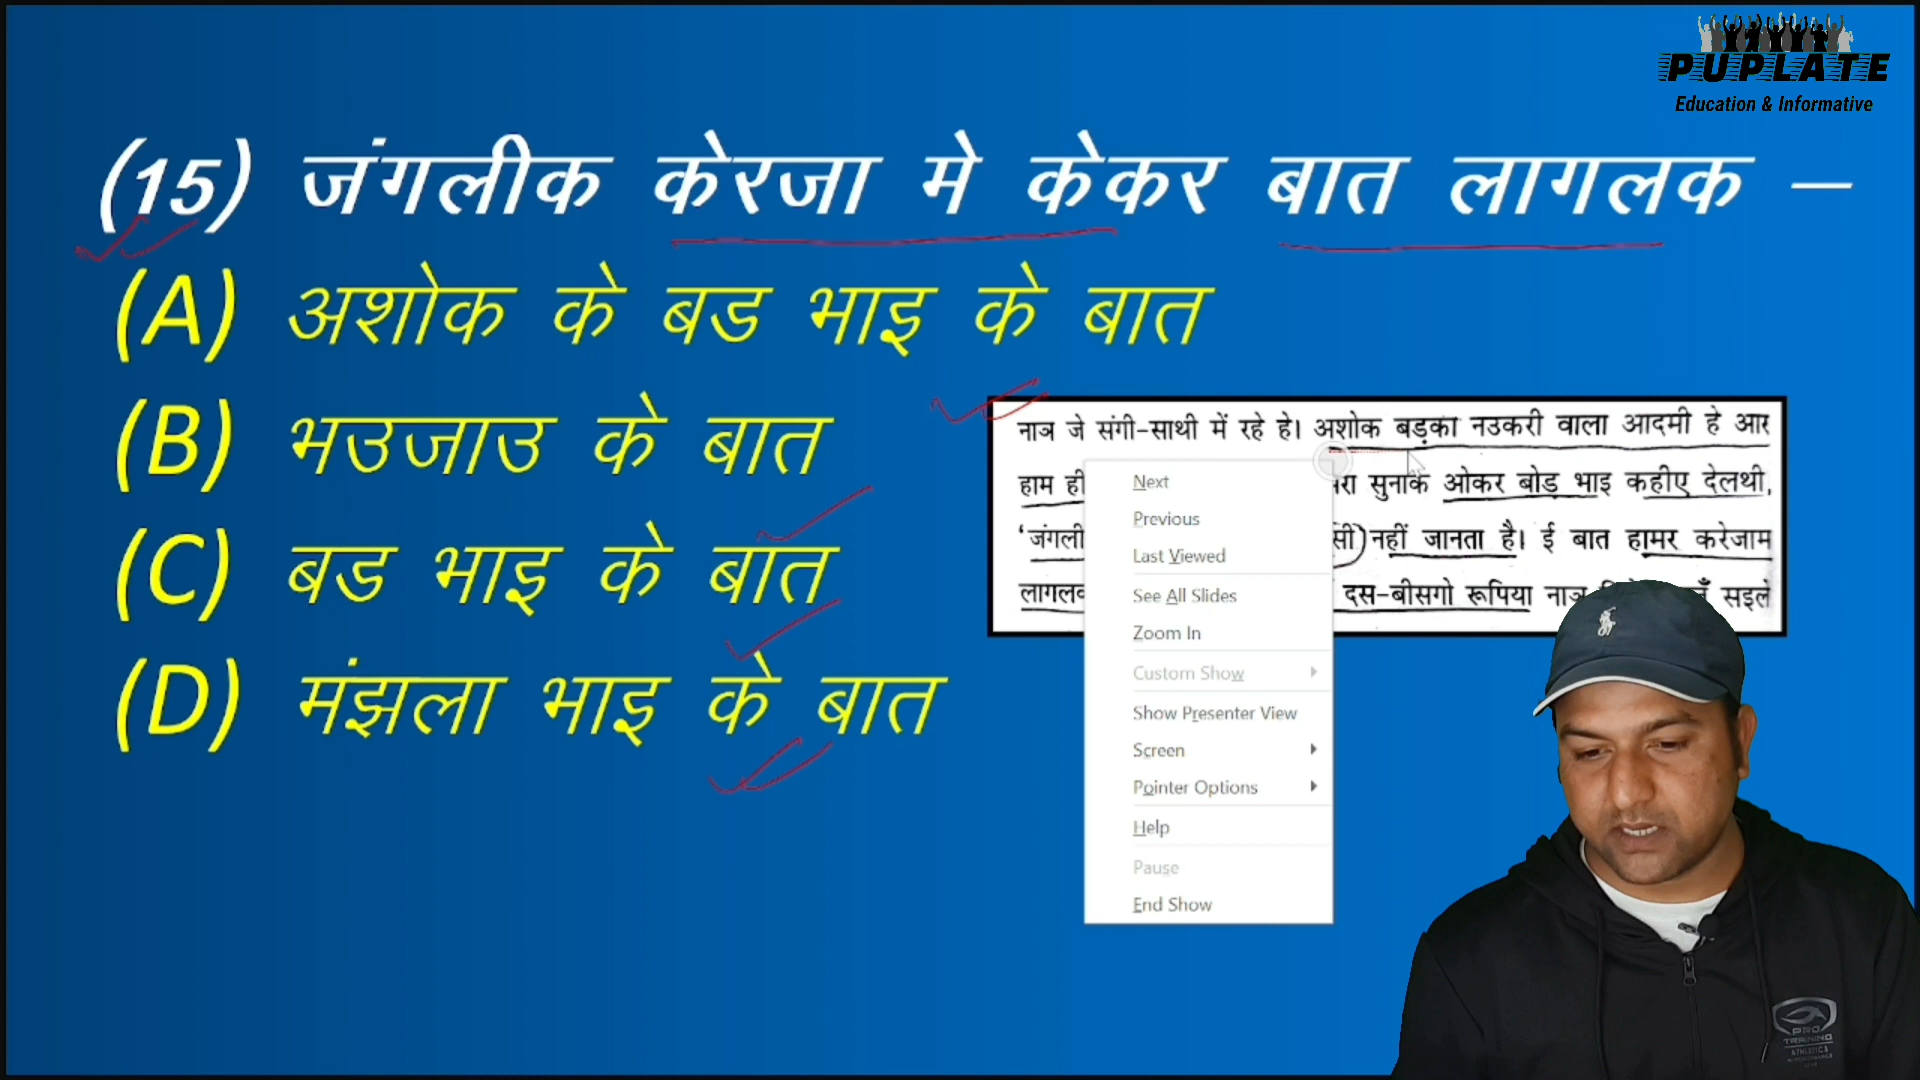 PUPLATE
Education & Informative
(15) जंगलीक केरजा मे केकर बात लागलक –
(A) अशोक के बड भाइ के बात
(B) भउजाउ के बात
(C) बड भाइ के बात
(D) मंझला भाइ के बात
नाञ जे संगी-साथी में रहे हे। अशोक बड़का नउकरी वाला आदमी हे आर
हाम ही सुनाके ओकर बोड़ भाइ कहीए देलथी,
‘जंगली नहीं जानता है। ई बात हामर करेजाम
दस-बीसगो रूपिया नाञ सइले
Next
Previous
Last Viewed
See All Slides
Zoom In
Custom Show
Show Presenter View
Screen
Pointer Options
Help
Pause
End Show
PRO
TRAINING